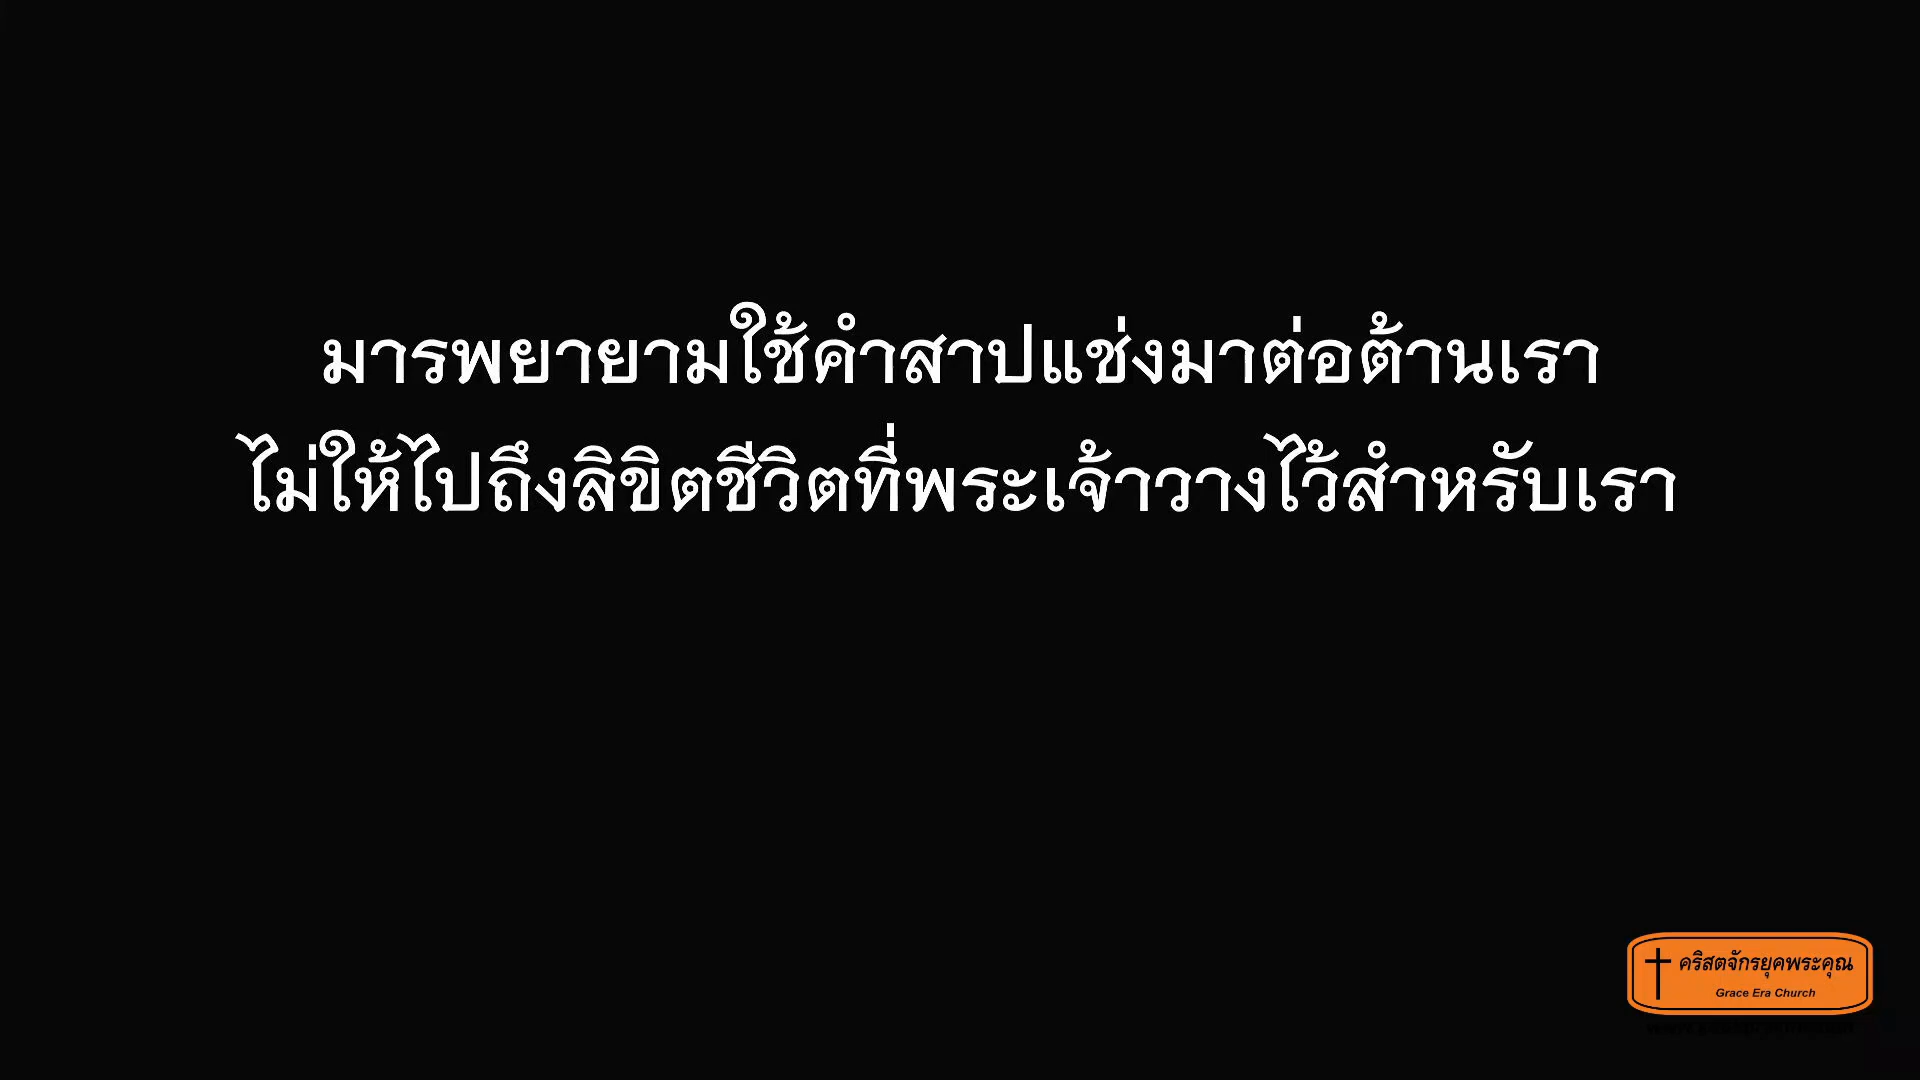 มารพยายามใช้คำสาปแช่งมาต่อต้านเรา
ไม่ให้ไปถึงลิขิตชีวิตที่พระเจ้าวางไว้สำหรับเรา
คริสตจักรยุคพระคุณ
Grace Era Church